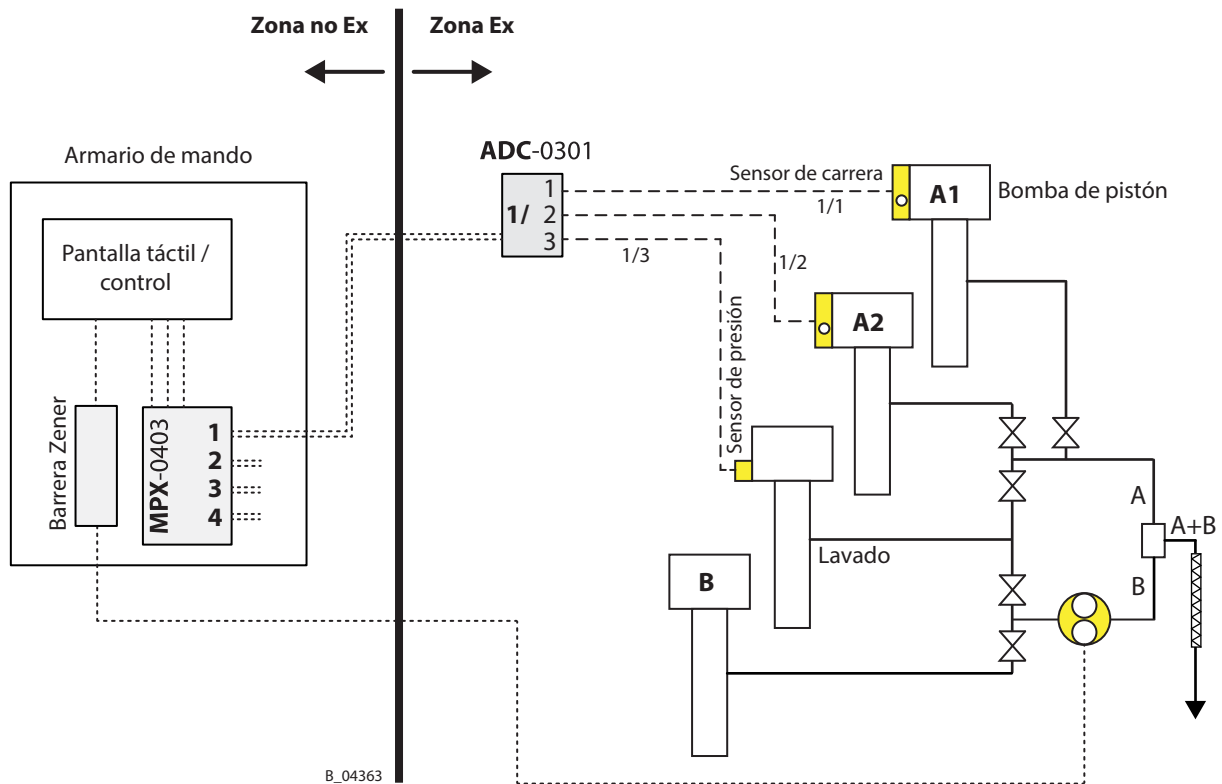 Zona no Ex
Zona Ex
Armario de mando
ADC-0301
1/
1
2
3
Sensor de carrera
1/1
A1
Bomba de pistón
Pantalla táctil /
control
1/3
1/2
A2
Sensor de presión
Barrera Zener
MPX-0403
1
2
3
4
A
A+B
Lavado
B
B
B_04363